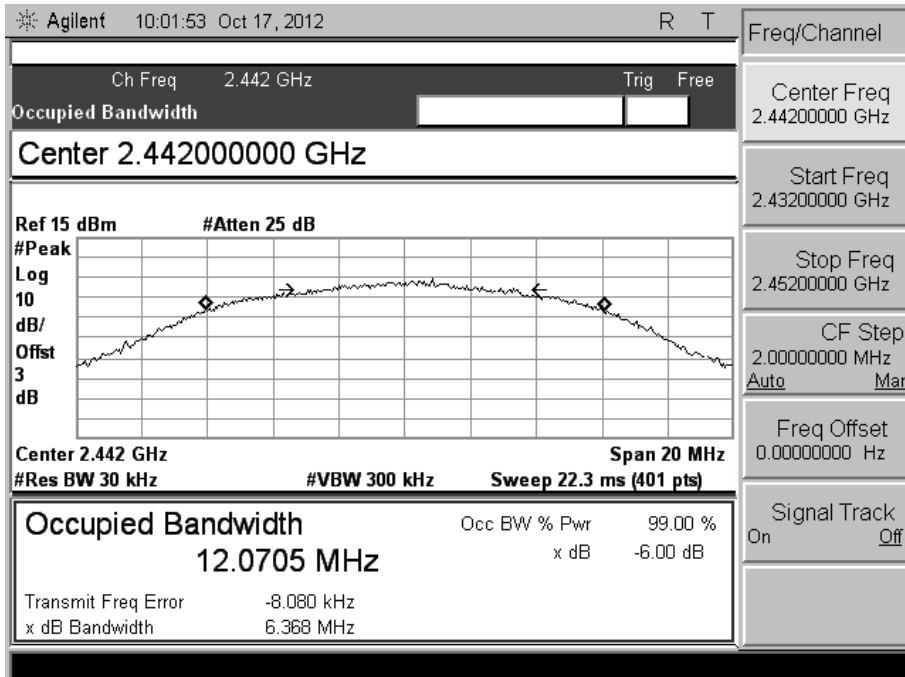 Agilent 10:01:53 Oct 17, 2012 R T
Freq/Channel
Ch Freq 2.442 GHz Trig Free
Occupied Bandwidth
Center 2.442000000 GHz
Ref 15 dBm #Atten 25 dB
#Peak
Log
10
dB/
Offst
3
dB
Center 2.442 GHz Span 20 MHz
#Res BW 30 kHz #VBW 300 kHz Sweep 22.3 ms (401 pts)
Occupied Bandwidth Occ BW % Pwr 99.00 %
12.0705 MHz x dB -6.00 dB
Transmit Freq Error -8.080 kHz
x dB Bandwidth 6.368 MHz
Center Freq
2.44200000 GHz
Start Freq
2.43200000 GHz
Stop Freq
2.45200000 GHz
CF Step
2.00000000 MHz
Auto Mar
Freq Offset
0.00000000 Hz
Signal Track
On Off